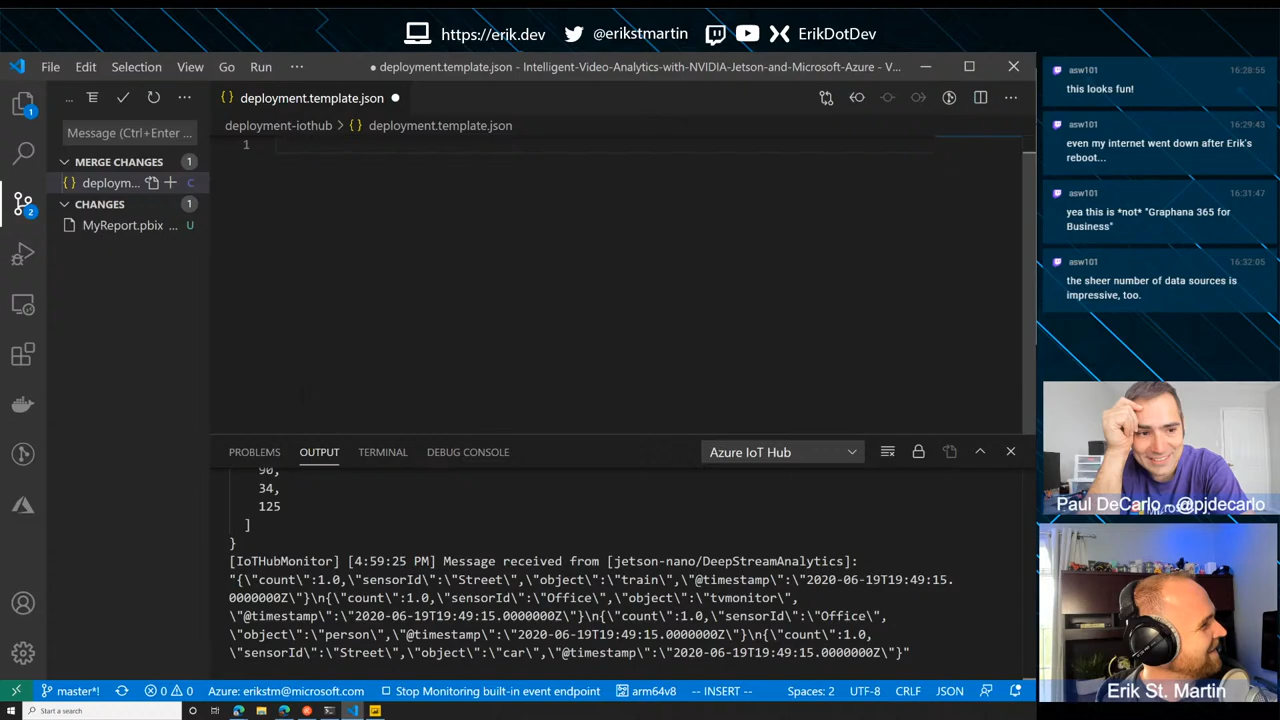 https://erik.dev @erikstmartin ErikDotDev
File Edit Selection View Go Run ···
● deployment.template.json - Intelligent-Video-Analytics-with-NVIDIA-Jetson-and-Microsoft-Azure - V...
deployment.template.json ●
Message (Ctrl+Enter ...
deployment-iothub > {} deployment.template.json
1
MERGE CHANGES 1
{} deploym... C
CHANGES 1
MyReport.pbix ... U
1
2
PROBLEMS OUTPUT TERMINAL DEBUG CONSOLE Azure IoT Hub
90,
34,
125
]
}
[IoTHubMonitor] [4:59:25 PM] Message received from [jetson-nano/DeepStreamAnalytics]:
"{\"count\":1.0,\"sensorId\":\"Street\",\"object\":\"train\",\"@timestamp\":\"2020-06-19T19:49:15.
0000000Z\"}\n{\"count\":1.0,\"sensorId\":\"Office\",\"object\":\"tvmonitor\",
\"@timestamp\":\"2020-06-19T19:49:15.0000000Z\"}\n{\"count\":1.0,\"sensorId\":\"Office\",
\"object\":\"person\",\"@timestamp\":\"2020-06-19T19:49:15.0000000Z\"}\n{\"count\":1.0,
\"sensorId\":\"Street\",\"object\":\"car\",\"@timestamp\":\"2020-06-19T19:49:15.0000000Z\"}"
master*! 0 0 Azure: erikstm@microsoft.com Stop Monitoring built-in event endpoint arm64v8 -- INSERT -- Spaces: 2 UTF-8 CRLF JSON
Start a search
asw101 16:28:55
this looks fun!
asw101 16:29:43
even my internet went down after Erik's
reboot...
asw101 16:31:47
yea this is *not* "Graphana 365 for
Business"
asw101 16:32:05
the sheer number of data sources is
impressive, too.
Paul DeCarlo - @pjdecarlo
Erik St. Martin